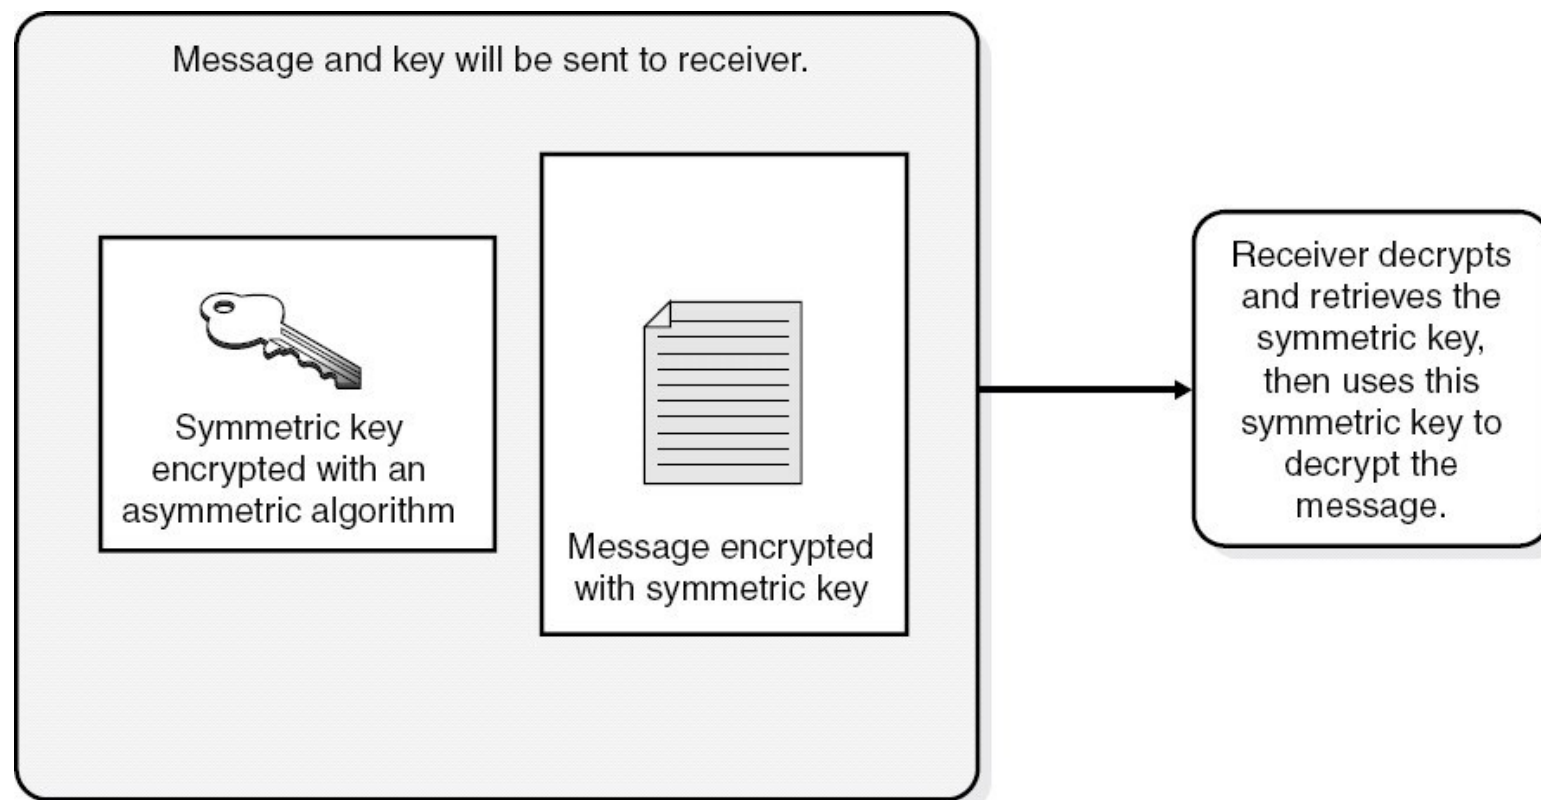 Message and key will be sent to receiver.
Symmetric key
encrypted with an
asymmetric algorithm
Message encrypted
with symmetric key
Receiver decrypts
and retrieves the
symmetric key,
then uses this
symmetric key to
decrypt the
message.